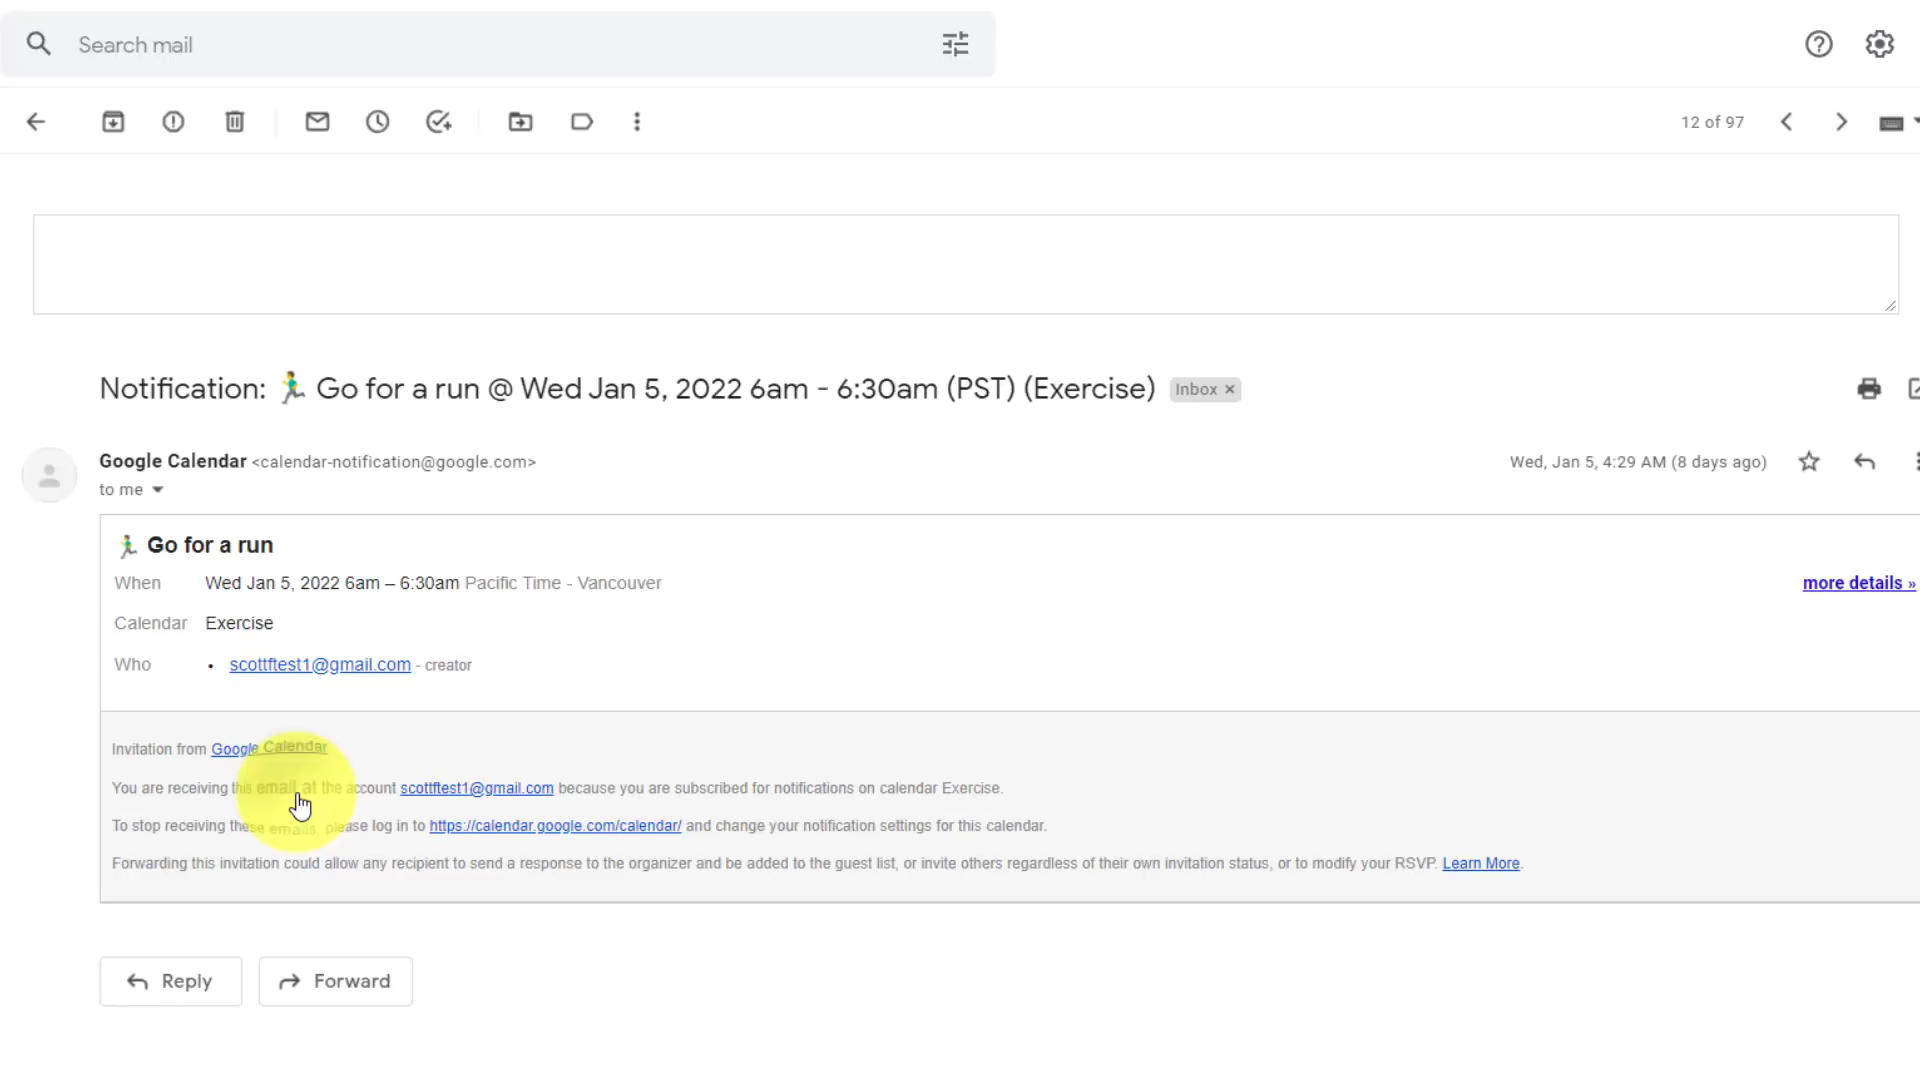 Search mail
12 of 97
Notification: 🏃 Go for a run @ Wed Jan 5, 2022 6am - 6:30am (PST) (Exercise) Inbox ×
Google Calendar <calendar-notification@google.com> Wed, Jan 5, 4:29 AM (8 days ago)
to me
🏃 Go for a run
When Wed Jan 5, 2022 6am – 6:30am Pacific Time - Vancouver more details »
Calendar Exercise
Who • scottftest1@gmail.com - creator
Invitation from Google Calendar
You are receiving this email at the account scottftest1@gmail.com because you are subscribed for notifications on calendar Exercise.
To stop receiving these emails, please log in to https://calendar.google.com/calendar/ and change your notification settings for this calendar.
Forwarding this invitation could allow any recipient to send a response to the organizer and be added to the guest list, or invite others regardless of their own invitation status, or to modify your RSVP. Learn More.
Reply Forward